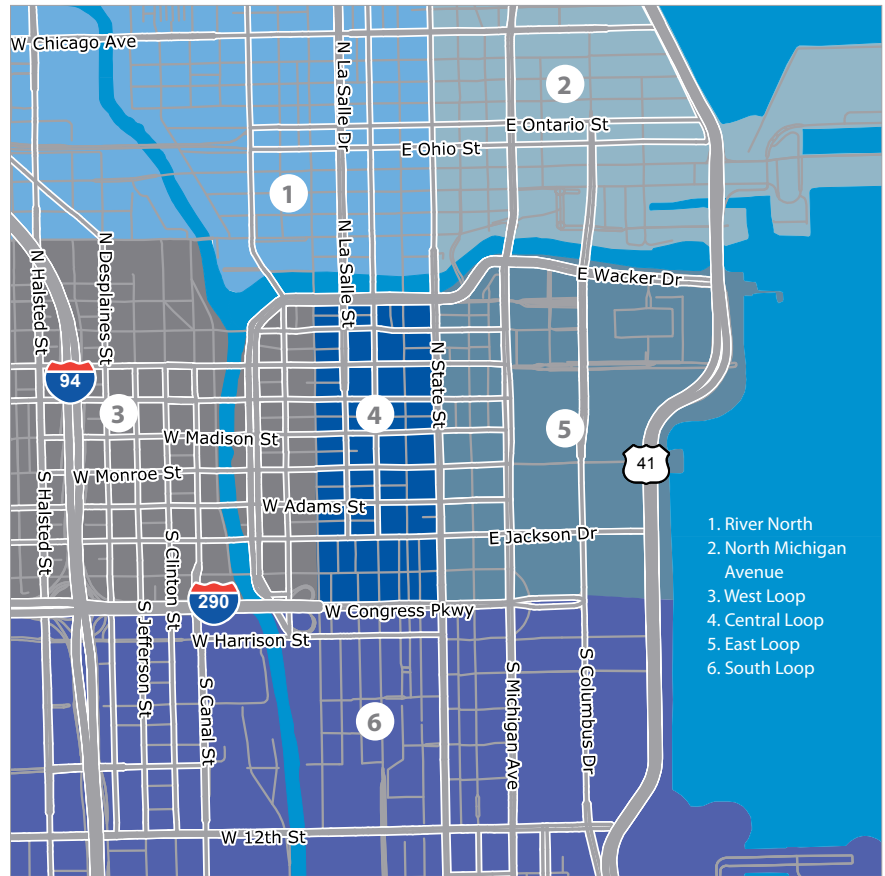 W Chicago Ave
N La Salle Dr
2
E Ontario St
E Ohio St
1
N La Salle St
N Halsted St
N Desplaines St
E Wacker Dr
94
N State St
3
4
5
W Madison St
41
W Monroe St
S Halsted St
W Adams St
S Clinton St
E Jackson Dr
290
S Jefferson St
W Congress Pkwy
W Harrison St
S Canal St
S Michigan Ave
S Columbus Dr
6
W 12th St
1. River North
2. North Michigan
Avenue
3. West Loop
4. Central Loop
5. East Loop
6. South Loop